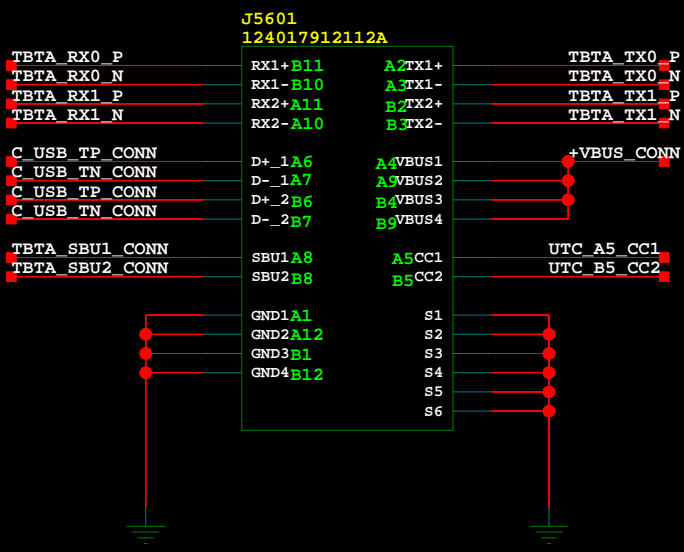 J5601
124017912112A
TBTA_RX0_P RX1+ B11 A2 TX1+ TBTA_TX0_P
TBTA_RX0_N RX1- B10 A3 TX1- TBTA_TX0_N
TBTA_RX1_P RX2+ A11 B2 TX2+ TBTA_TX1_P
TBTA_RX1_N RX2- A10 B3 TX2- TBTA_TX1_N
C_USB_TP_CONN D+_1 A6 A4 VBUS1 +VBUS_CONN
C_USB_TN_CONN D-_1 A7 A9 VBUS2
C_USB_TP_CONN D+_2 B6 B4 VBUS3
C_USB_TN_CONN D-_2 B7 B9 VBUS4
TBTA_SBU1_CONN SBU1 A8 A5 CC1 UTC_A5_CC1
TBTA_SBU2_CONN SBU2 B8 B5 CC2 UTC_B5_CC2
GND1 A1 S1
GND2 A12 S2
GND3 B1 S3
GND4 B12 S4
S5
S6